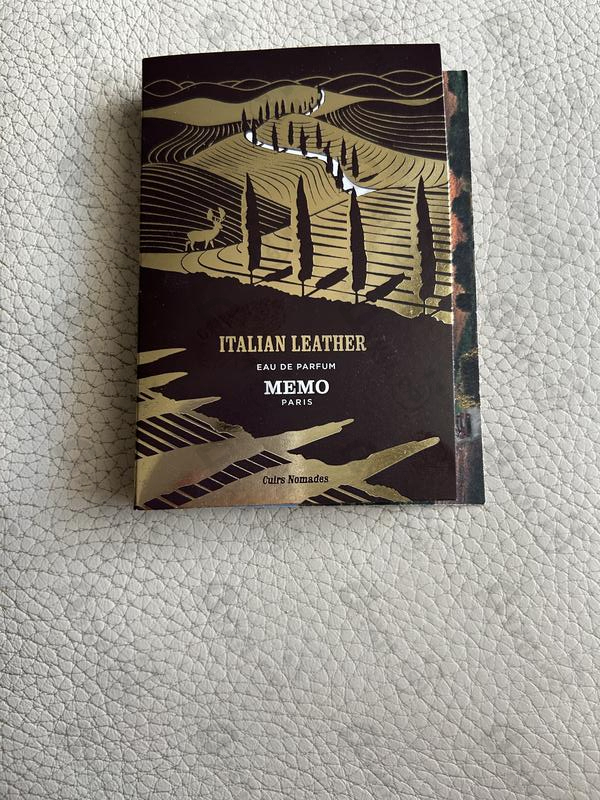 ITALIAN LEATHER
EAU DE PARFUM
MEMO
PARIS
Cuirs Nomades